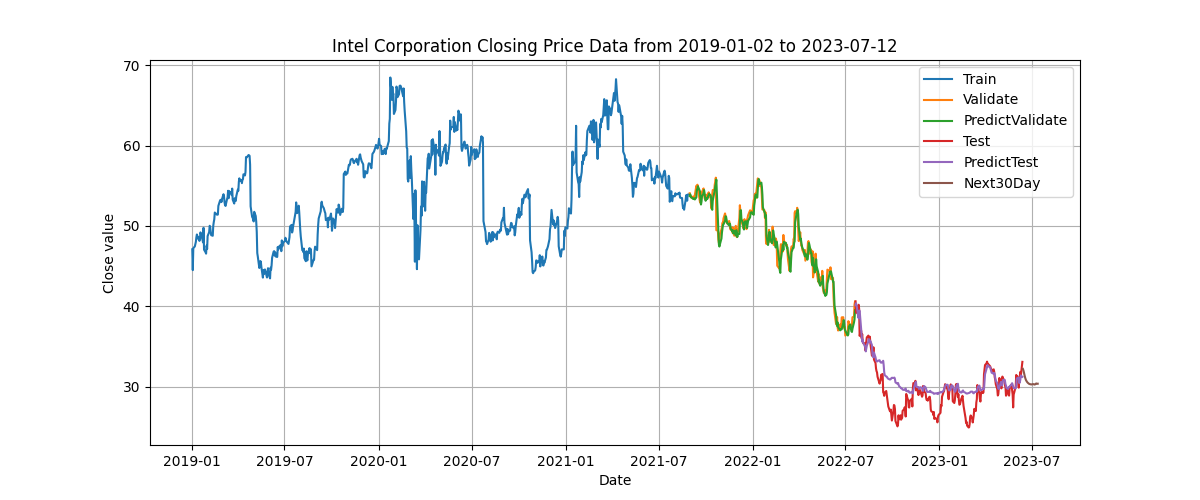 Intel Corporation Closing Price Data from 2019-01-02 to 2023-07-12
70
60
50
40
30
Close value
Train
Validate
PredictValidate
Test
PredictTest
Next30Day
2019-01 2019-07 2020-01 2020-07 2021-01 2021-07 2022-01 2022-07 2023-01 2023-07
Date